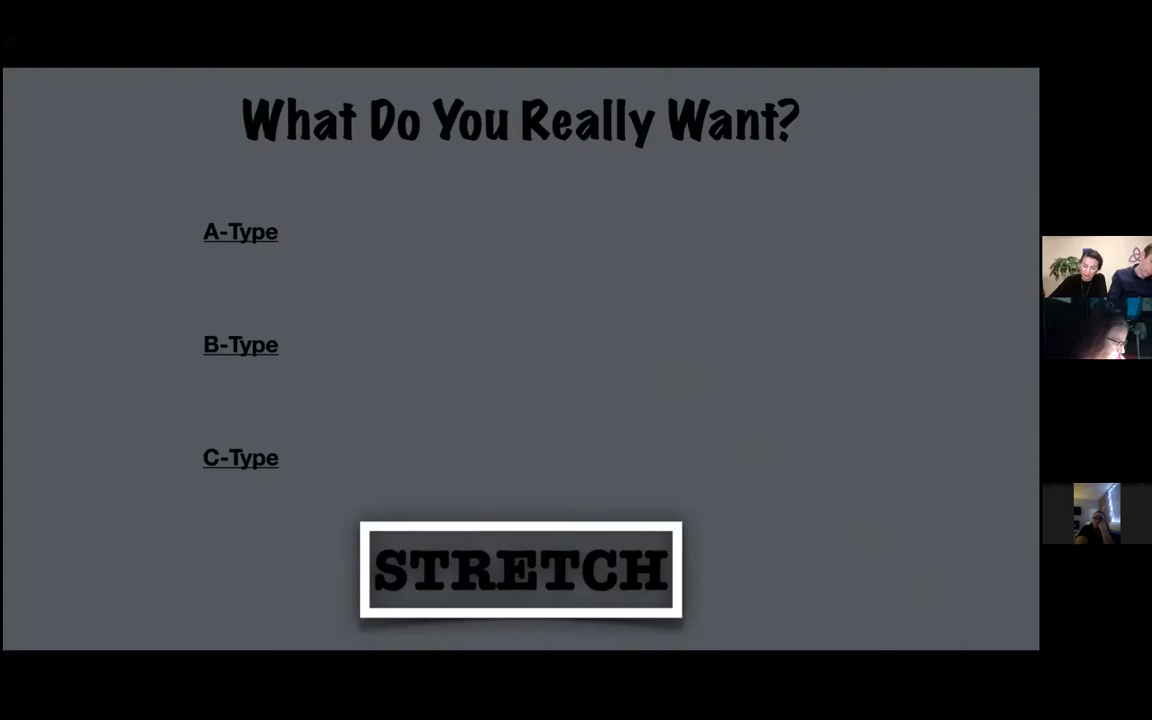 What Do You Really Want?
A-Type
B-Type
C-Type
STRETCH